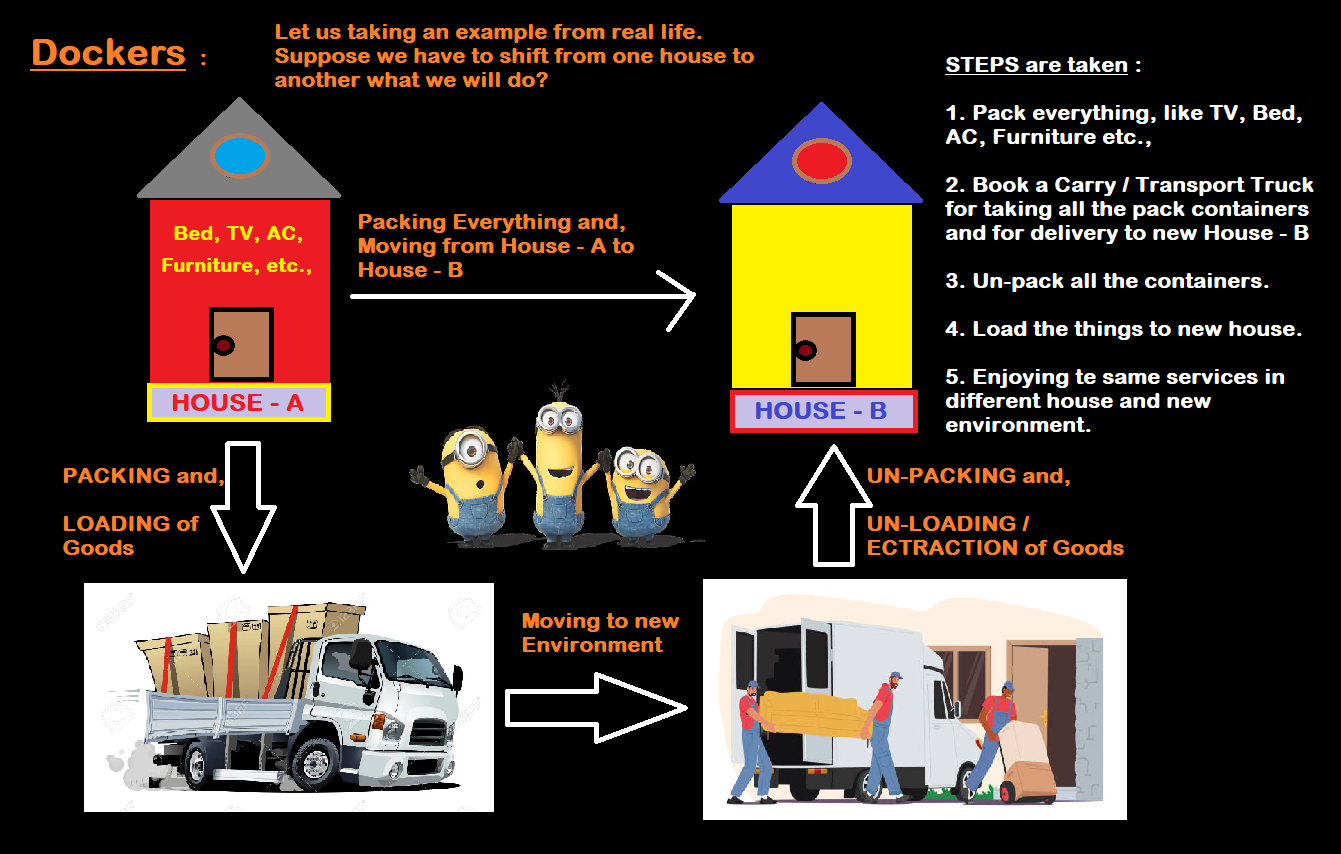 Dockers :
Let us taking an example from real life.
Suppose we have to shift from one house to
another what we will do?
STEPS are taken :
1. Pack everything, like TV, Bed,
AC, Furniture etc.,
2. Book a Carry / Transport Truck
for taking all the pack containers
and for delivery to new House - B
3. Un-pack all the containers.
4. Load the things to new house.
5. Enjoying te same services in
different house and new
environment.
Bed, TV, AC,
Furniture, etc.,
Packing Everything and,
Moving from House - A to
House - B
HOUSE - A
HOUSE - B
PACKING and,
LOADING of
Goods
UN-PACKING and,
UN-LOADING /
ECTRACTION of Goods
Moving to new
Environment